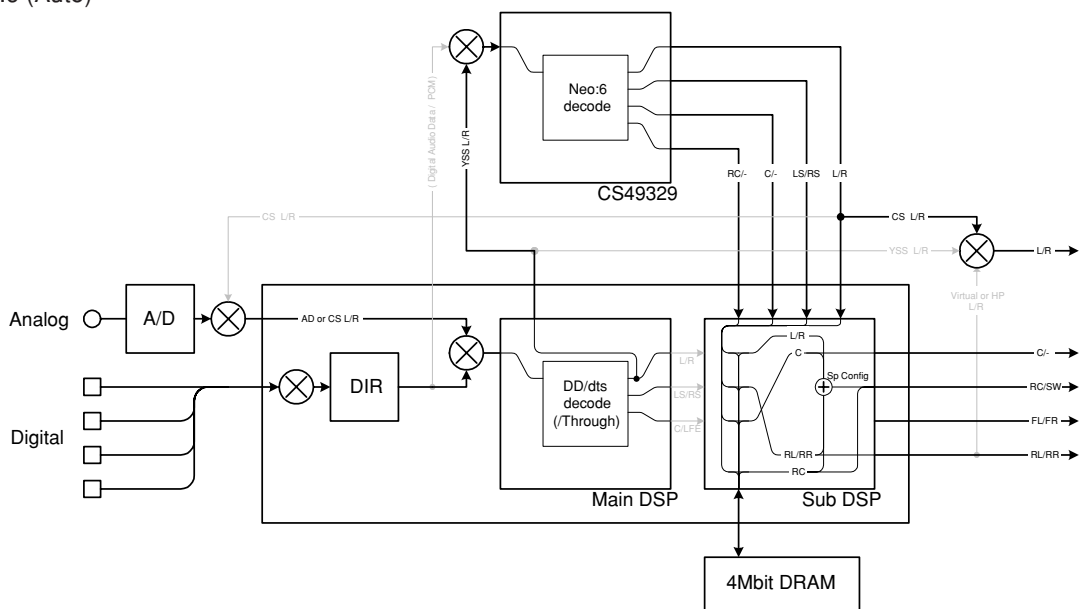 (Auto)
Neo:6
decode
CS49329
( Digital Audio Data / PCM )
YSS L/R
RC/-
C/-
LS/RS
L/R
CS L/R
CS L/R
YSS L/R
L/R
Virtual or HP
L/R
Analog
A/D
AD or CS L/R
DIR
Digital
DD/dts
decode
(/Through)
Main DSP
L/R
LS/RS
C/LFE
L/R
C
Sp Config
RL/RR
RC
Sub DSP
C/-
RC/SW
FL/FR
RL/RR
4Mbit DRAM